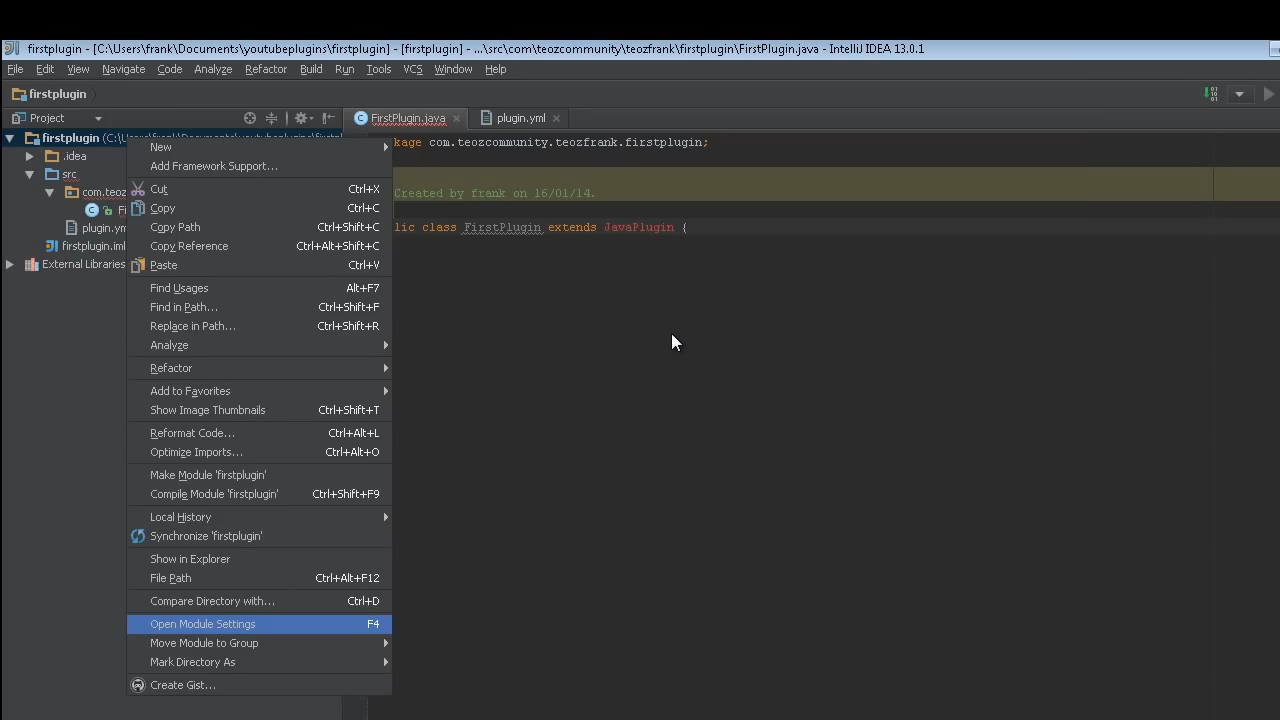 firstplugin - [C:\Users\frank\Documents\youtubeplugins\firstplugin] - [firstplugin] - ...\src\com\teozcommunity\teozfrank\firstplugin\FirstPlugin.java - IntelliJ IDEA 13.0.1
File Edit View Navigate Code Analyze Refactor Build Run Tools VCS Window Help
firstplugin
Project
FirstPlugin.java
plugin.yml
firstplugin
.idea
src
com.teoz
Fi
plugin.ym
firstplugin.iml
External Libraries
New
Add Framework Support...
Cut Ctrl+X
Copy Ctrl+C
Copy Path Ctrl+Shift+C
Copy Reference Ctrl+Alt+Shift+C
Paste Ctrl+V
Find Usages Alt+F7
Find in Path... Ctrl+Shift+F
Replace in Path... Ctrl+Shift+R
Analyze
Refactor
Add to Favorites
Show Image Thumbnails Ctrl+Shift+T
Reformat Code... Ctrl+Alt+L
Optimize Imports... Ctrl+Alt+O
Make Module 'firstplugin'
Compile Module 'firstplugin' Ctrl+Shift+F9
Local History
Synchronize 'firstplugin'
Show in Explorer
File Path Ctrl+Alt+F12
Compare Directory with... Ctrl+D
Open Module Settings F4
Move Module to Group
Mark Directory As
Create Gist...
kage com.teozcommunity.teozfrank.firstplugin;
Created by frank on 16/01/14.
lic class FirstPlugin extends JavaPlugin {